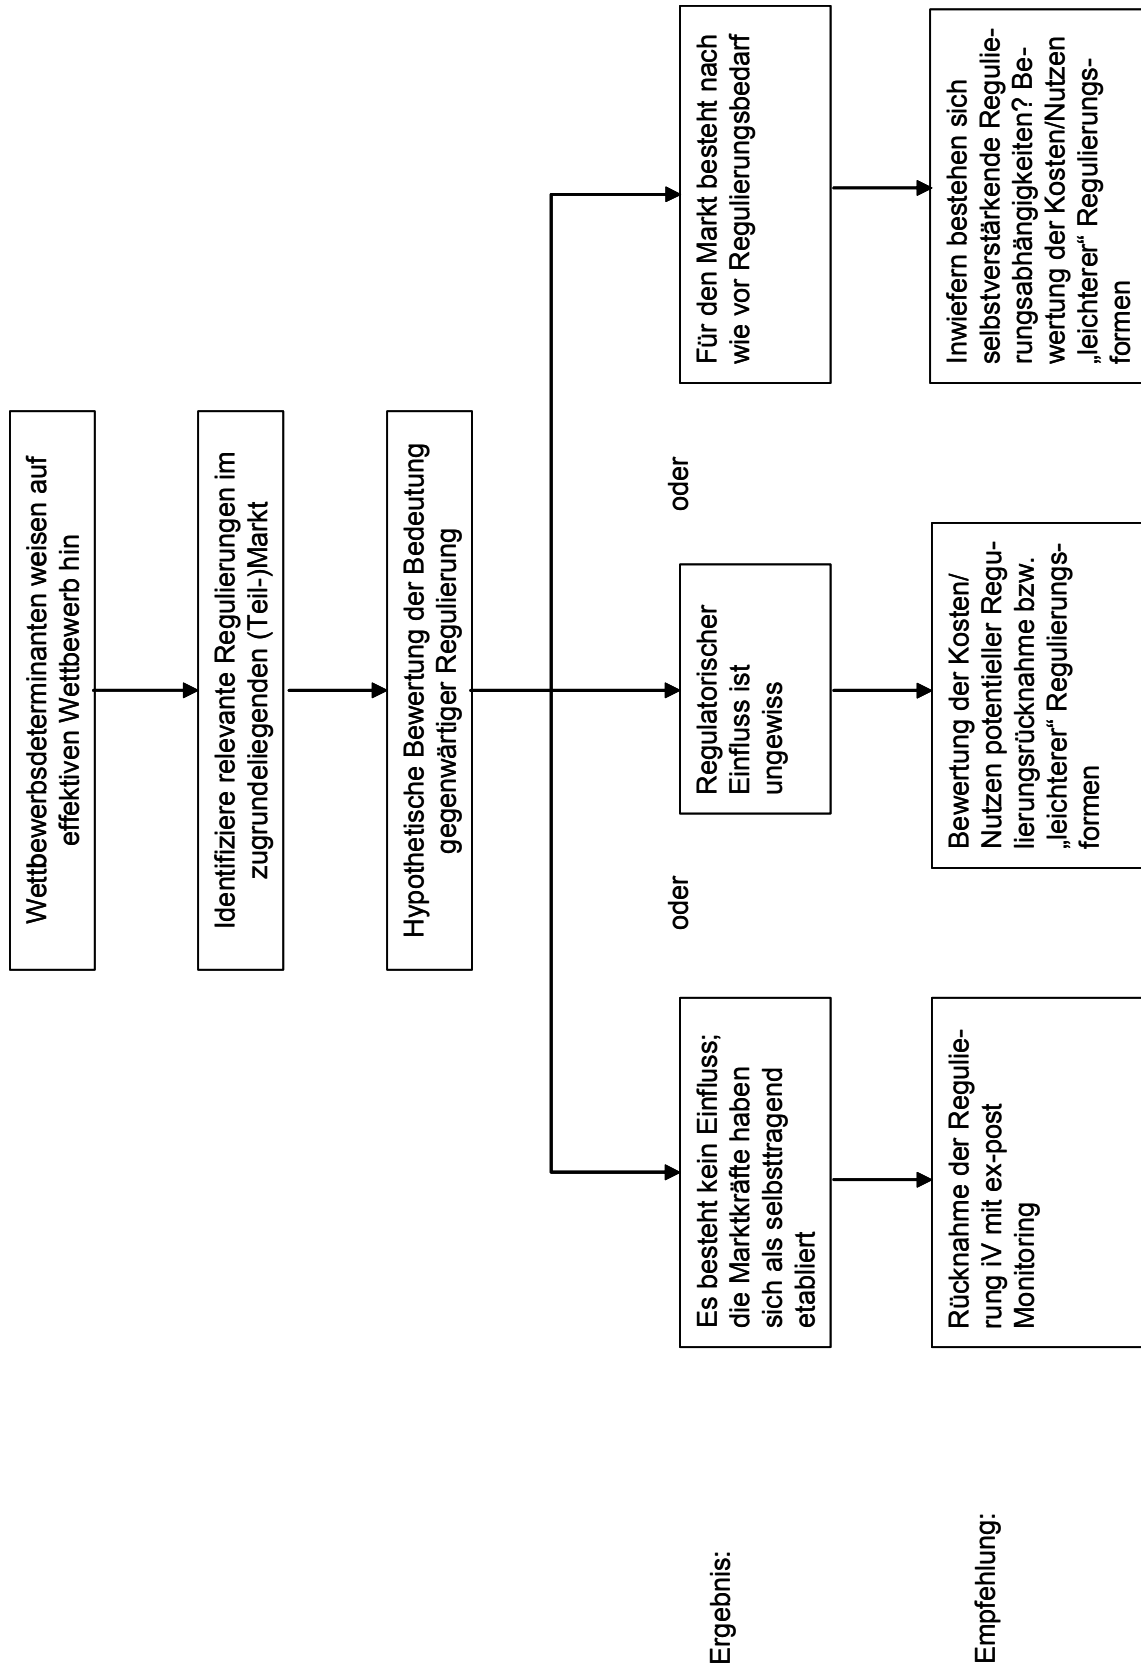 Wettbewerbsdeterminanten weisen auf
effektiven Wettbewerb hin
Identifiziere relevante Regulierungen im
zugrundeliegenden (Teil-)Markt
Hypothetische Bewertung der Bedeutung
gegenwärtiger Regulierung
Ergebnis:
Es besteht kein Einfluss;
die Marktkräfte haben
sich als selbsttragend
etabliert
oder
Regulatorischer
Einfluss ist
ungewiss
oder
Für den Markt besteht nach
wie vor Regulierungsbedarf
Empfehlung:
Rücknahme der Regulie-
rung iV mit ex-post
Monitoring
Bewertung der Kosten/
Nutzen potentieller Regu-
lierungsrücknahme bzw.
„leichterer“ Regulierungs-
formen
Inwiefern bestehen sich
selbstverstärkende Regulie-
rungsabhängigkeiten? Be-
wertung der Kosten/Nutzen
„leichterer“ Regulierungs-
formen